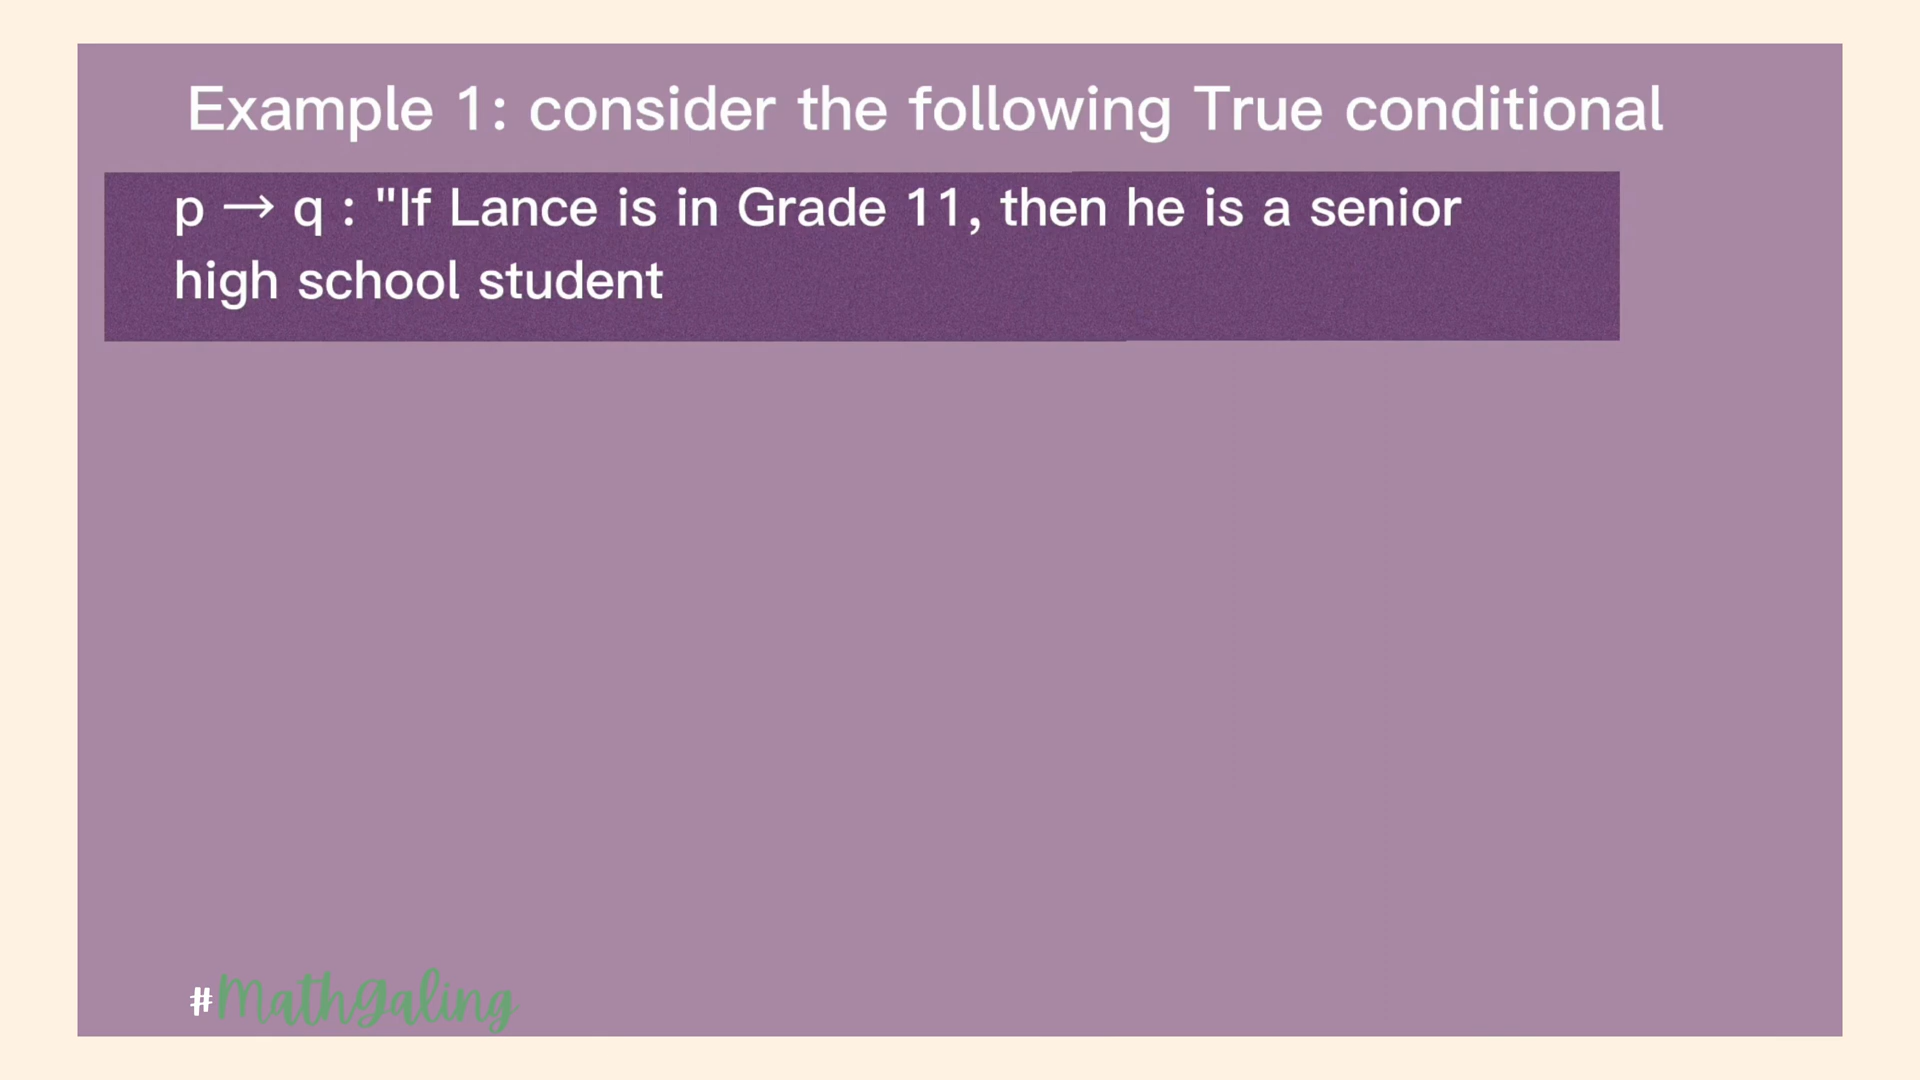 Example 1: consider the following True conditional
p → q : "If Lance is in Grade 11, then he is a senior
high school student
#MathGaling